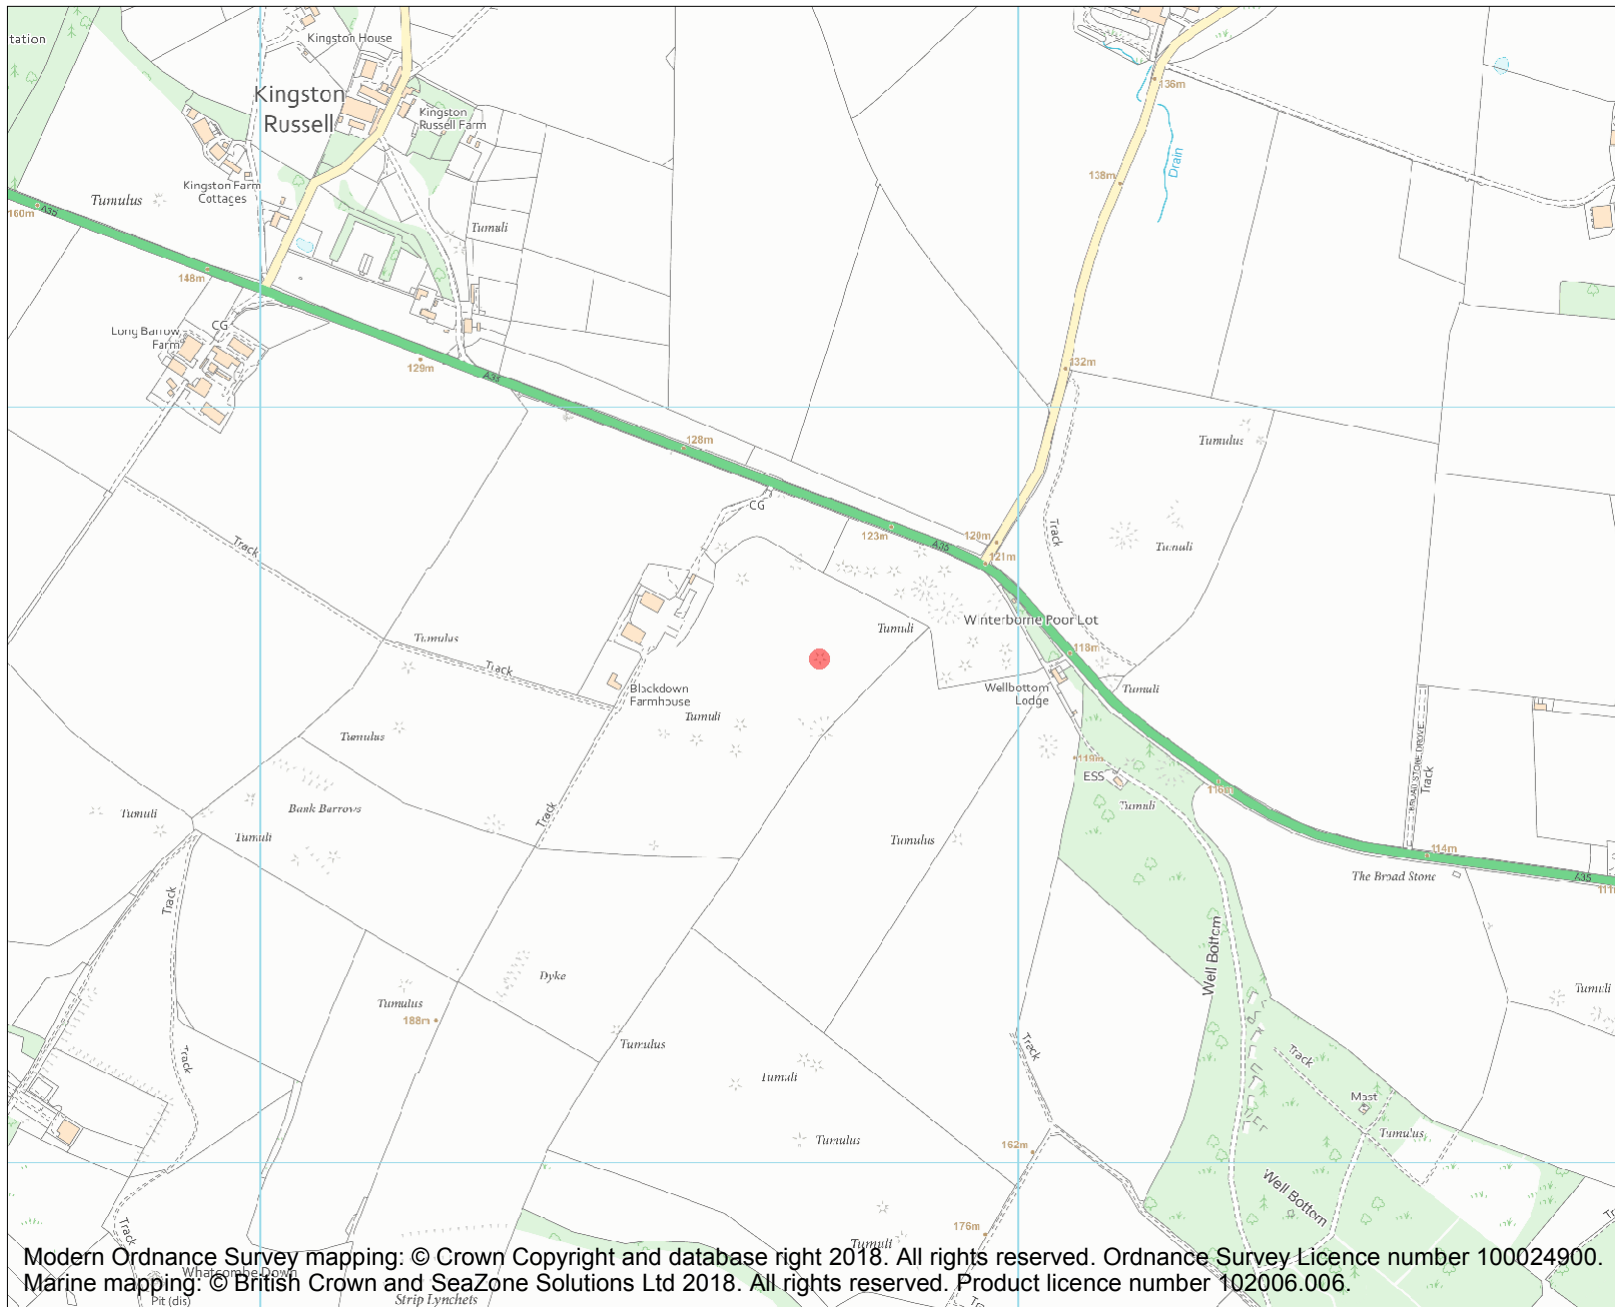 tation
Kingston House
Kingston
Russell
Kingston
Russell Farm
136m
Drain
138m
Kingston Farm
Cottages
Tumulus
A35
160m
Tumuli
148m
CG
Long Barrow
Farm
129m
A35
132m
128m
Tumulus
CG
123m
A35
120m
121m
Track
Tumuli
Track
Winterborne Poor Lot
Tumuli
Tumulus
118m
Track
Wellbottom
Lodge
Tumuli
Blackdown
Farmhouse
Tumuli
Tumulus
119m
ESS
Tumuli
116m
BROAD STONE DROVE
Track
Bank Barrows
Tumuli
Track
Tumuli
Tumulus
114m
The Broad Stone
A35
Track
Well Bottom
Dyke
Tumulus
188m
Tumuli
Tumulus
Track
Track
Track
Tumuli
Mast
Tumulus
Tumulus
162m
Well Bottom
Track
176m
Tumuli
Modern Ordnance Survey mapping: © Crown Copyright and database right 2018. All rights reserved. Ordnance Survey Licence number 100024900.
Whatcombe Down
Marine mapping: © British Crown and SeaZone Solutions Ltd 2018. All rights reserved. Product licence number 102006.006.
Pit (dis)
Strip Lynchets